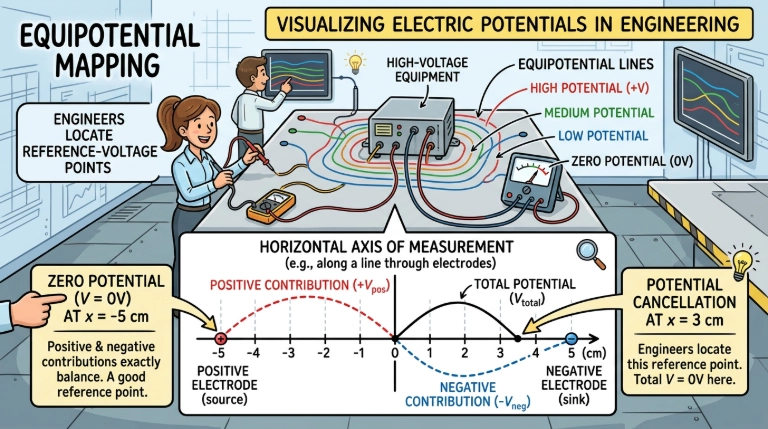 VISUALIZING ELECTRIC POTENTIALS IN ENGINEERING
EQUIPOTENTIAL
MAPPING
ENGINEERS
LOCATE
REFERENCE-VOLTAGE
POINTS
HIGH-VOLTAGE
EQUIPMENT
EQUIPOTENTIAL LINES
HIGH POTENTIAL (+V)
MEDIUM POTENTIAL
LOW POTENTIAL
ZERO POTENTIAL (0V)
HORIZONTAL AXIS OF MEASUREMENT
(e.g., along a line through electrodes)
POSITIVE CONTRIBUTION (+Vpos)
TOTAL POTENTIAL
(Vtotal)
+
−
-5 -4 -3 -2 -1 0 1 2 3 4 5 (cm)
POSITIVE
ELECTRODE
(source)
NEGATIVE
CONTRIBUTION (−Vneg)
NEGATIVE
ELECTRODE
(sink)
ZERO POTENTIAL
(V = 0V)
AT x = −5 cm
Positive & negative
contributions exactly
balance. A good
reference point.
POTENTIAL
CANCELLATION
AT x = 3 cm
Engineers locate
this reference point.
Total V = 0V here.